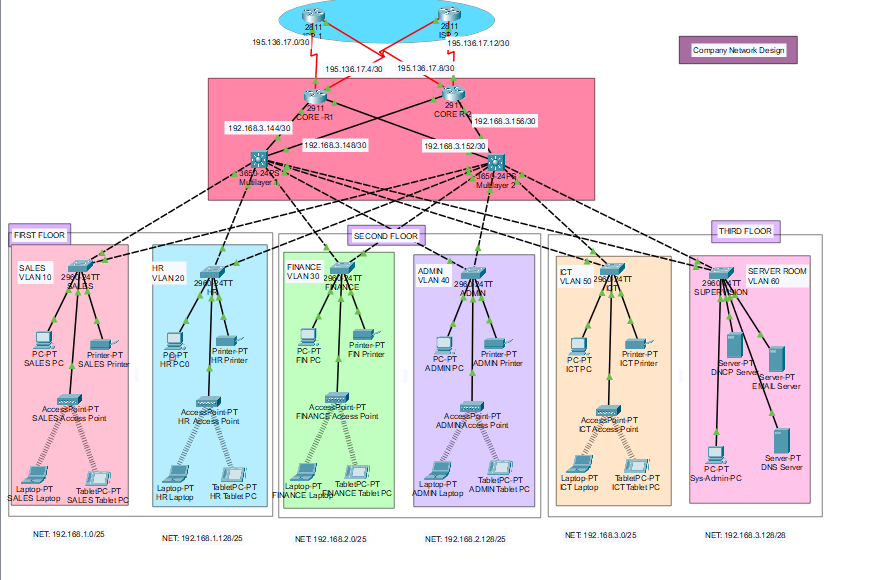 2811
ISP 1
2811
ISP 2
195.136.17.0/30
195.136.17.12/30
Company Network Design
195.136.17.4/30
195.136.17.8/30
2911
CORE -R1
2911
CORE R-2
192.168.3.144/30
192.168.3.156/30
192.168.3.148/30
192.168.3.152/30
3650-24PS
Multilayer 1
3650-24PS
Multilayer 2
FIRST FLOOR
SECOND FLOOR
THIRD FLOOR
SALES
VLAN 10
2960-24TT
SALES
HR
VLAN 20
2960-24TT
HR
FINANCE
VLAN 30
2960-24TT
FINANCE
ADMIN
VLAN 40
2960-24TT
ADMIN
ICT
VLAN 50
2960-24TT
ICT
SERVER ROOM
VLAN 60
2960-24TT
SUPERVISION
PC-PT
SALES PC
Printer-PT
SALES Printer
PC-PT
HR PC0
Printer-PT
HR Printer
PC-PT
FIN PC
Printer-PT
FIN Printer
PC-PT
ADMIN PC
Printer-PT
ADMIN Printer
PC-PT
ICT PC
Printer-PT
ICT Printer
Server-PT
DNCP Server
Server-PT
EMAIL Server
AccessPoint-PT
SALES Access Point
AccessPoint-PT
HR Access Point
AccessPoint-PT
FINANCE Access Point
AccessPoint-PT
ADMIN Access Point
AccessPoint-PT
ICT Access Point
PC-PT
Sys-Admin-PC
Server-PT
DNS Server
Laptop-PT
SALES Laptop
TabletPC-PT
SALES Tablet PC
Laptop-PT
HR Laptop
TabletPC-PT
HR Tablet PC
Laptop-PT
FINANCE Laptop
TabletPC-PT
FINANCE Tablet PC
Laptop-PT
ADMIN Laptop
TabletPC-PT
ADMIN Tablet PC
Laptop-PT
ICT Laptop
TabletPC-PT
ICT Tablet PC
NET: 192.168.1.0/25
NET: 192.168.1.128/25
NET: 192.168.2.0/25
NET: 192.168.2.128/25
NET: 192.168.3.0/25
NET: 192.168.3.128/28